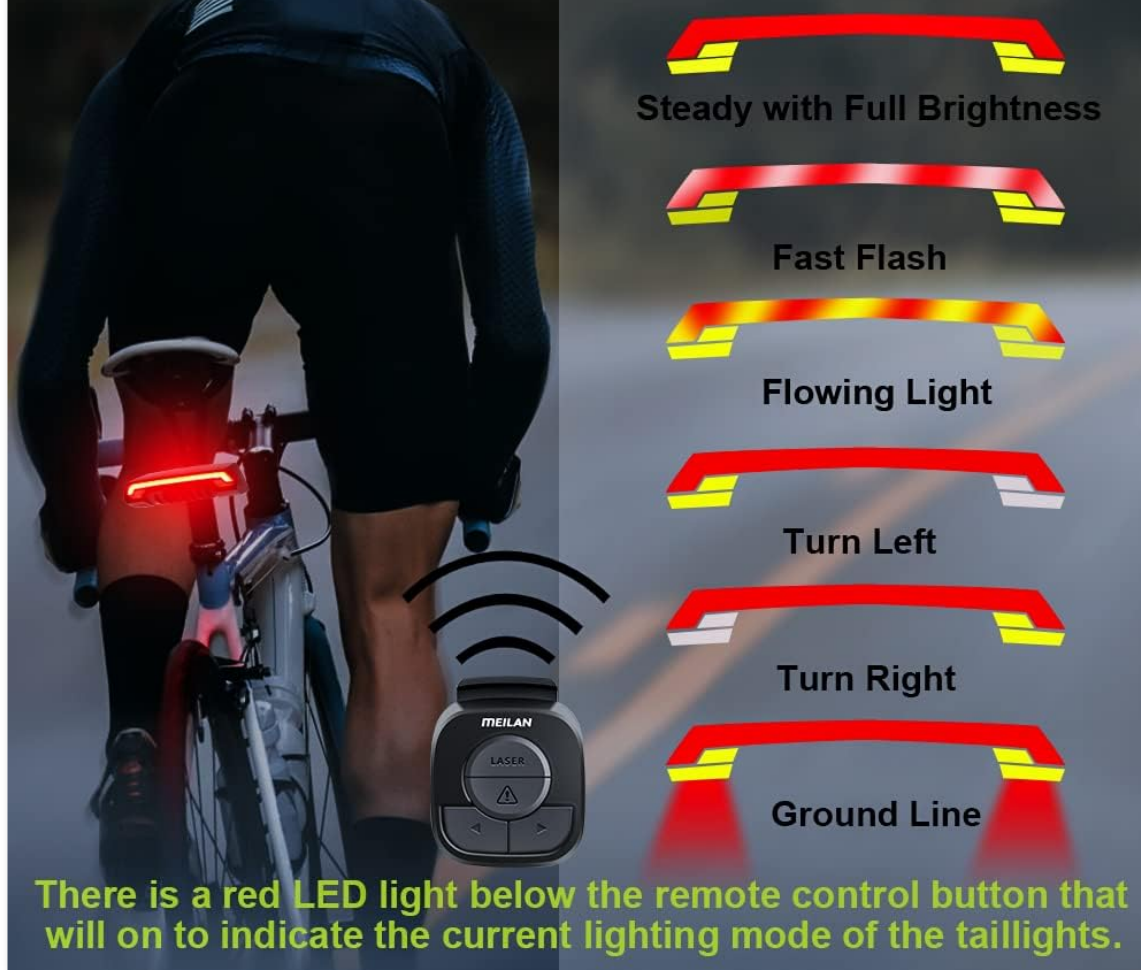 Steady with Full Brightness
Fast Flash
Flowing Light
Turn Left
Turn Right
MEILAN
LASER
Ground Line
There is a red LED light below the remote control button that
will on to indicate the current lighting mode of the taillights.